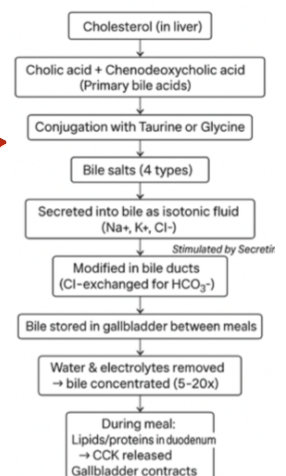 Cholesterol (in liver)
Cholic acid + Chenodeoxycholic acid
(Primary bile acids)
Conjugation with Taurine or Glycine
Bile salts (4 types)
Secreted into bile as isotonic fluid
(Na+, K+, Cl-)
Stimulated by Secretin
Modified in bile ducts
(Cl-exchanged for HCO₃-)
Bile stored in gallbladder between meals
Water & electrolytes removed
→ bile concentrated (5-20x)
During meal:
Lipids/proteins in duodenum
→ CCK released
Gallbladder contracts